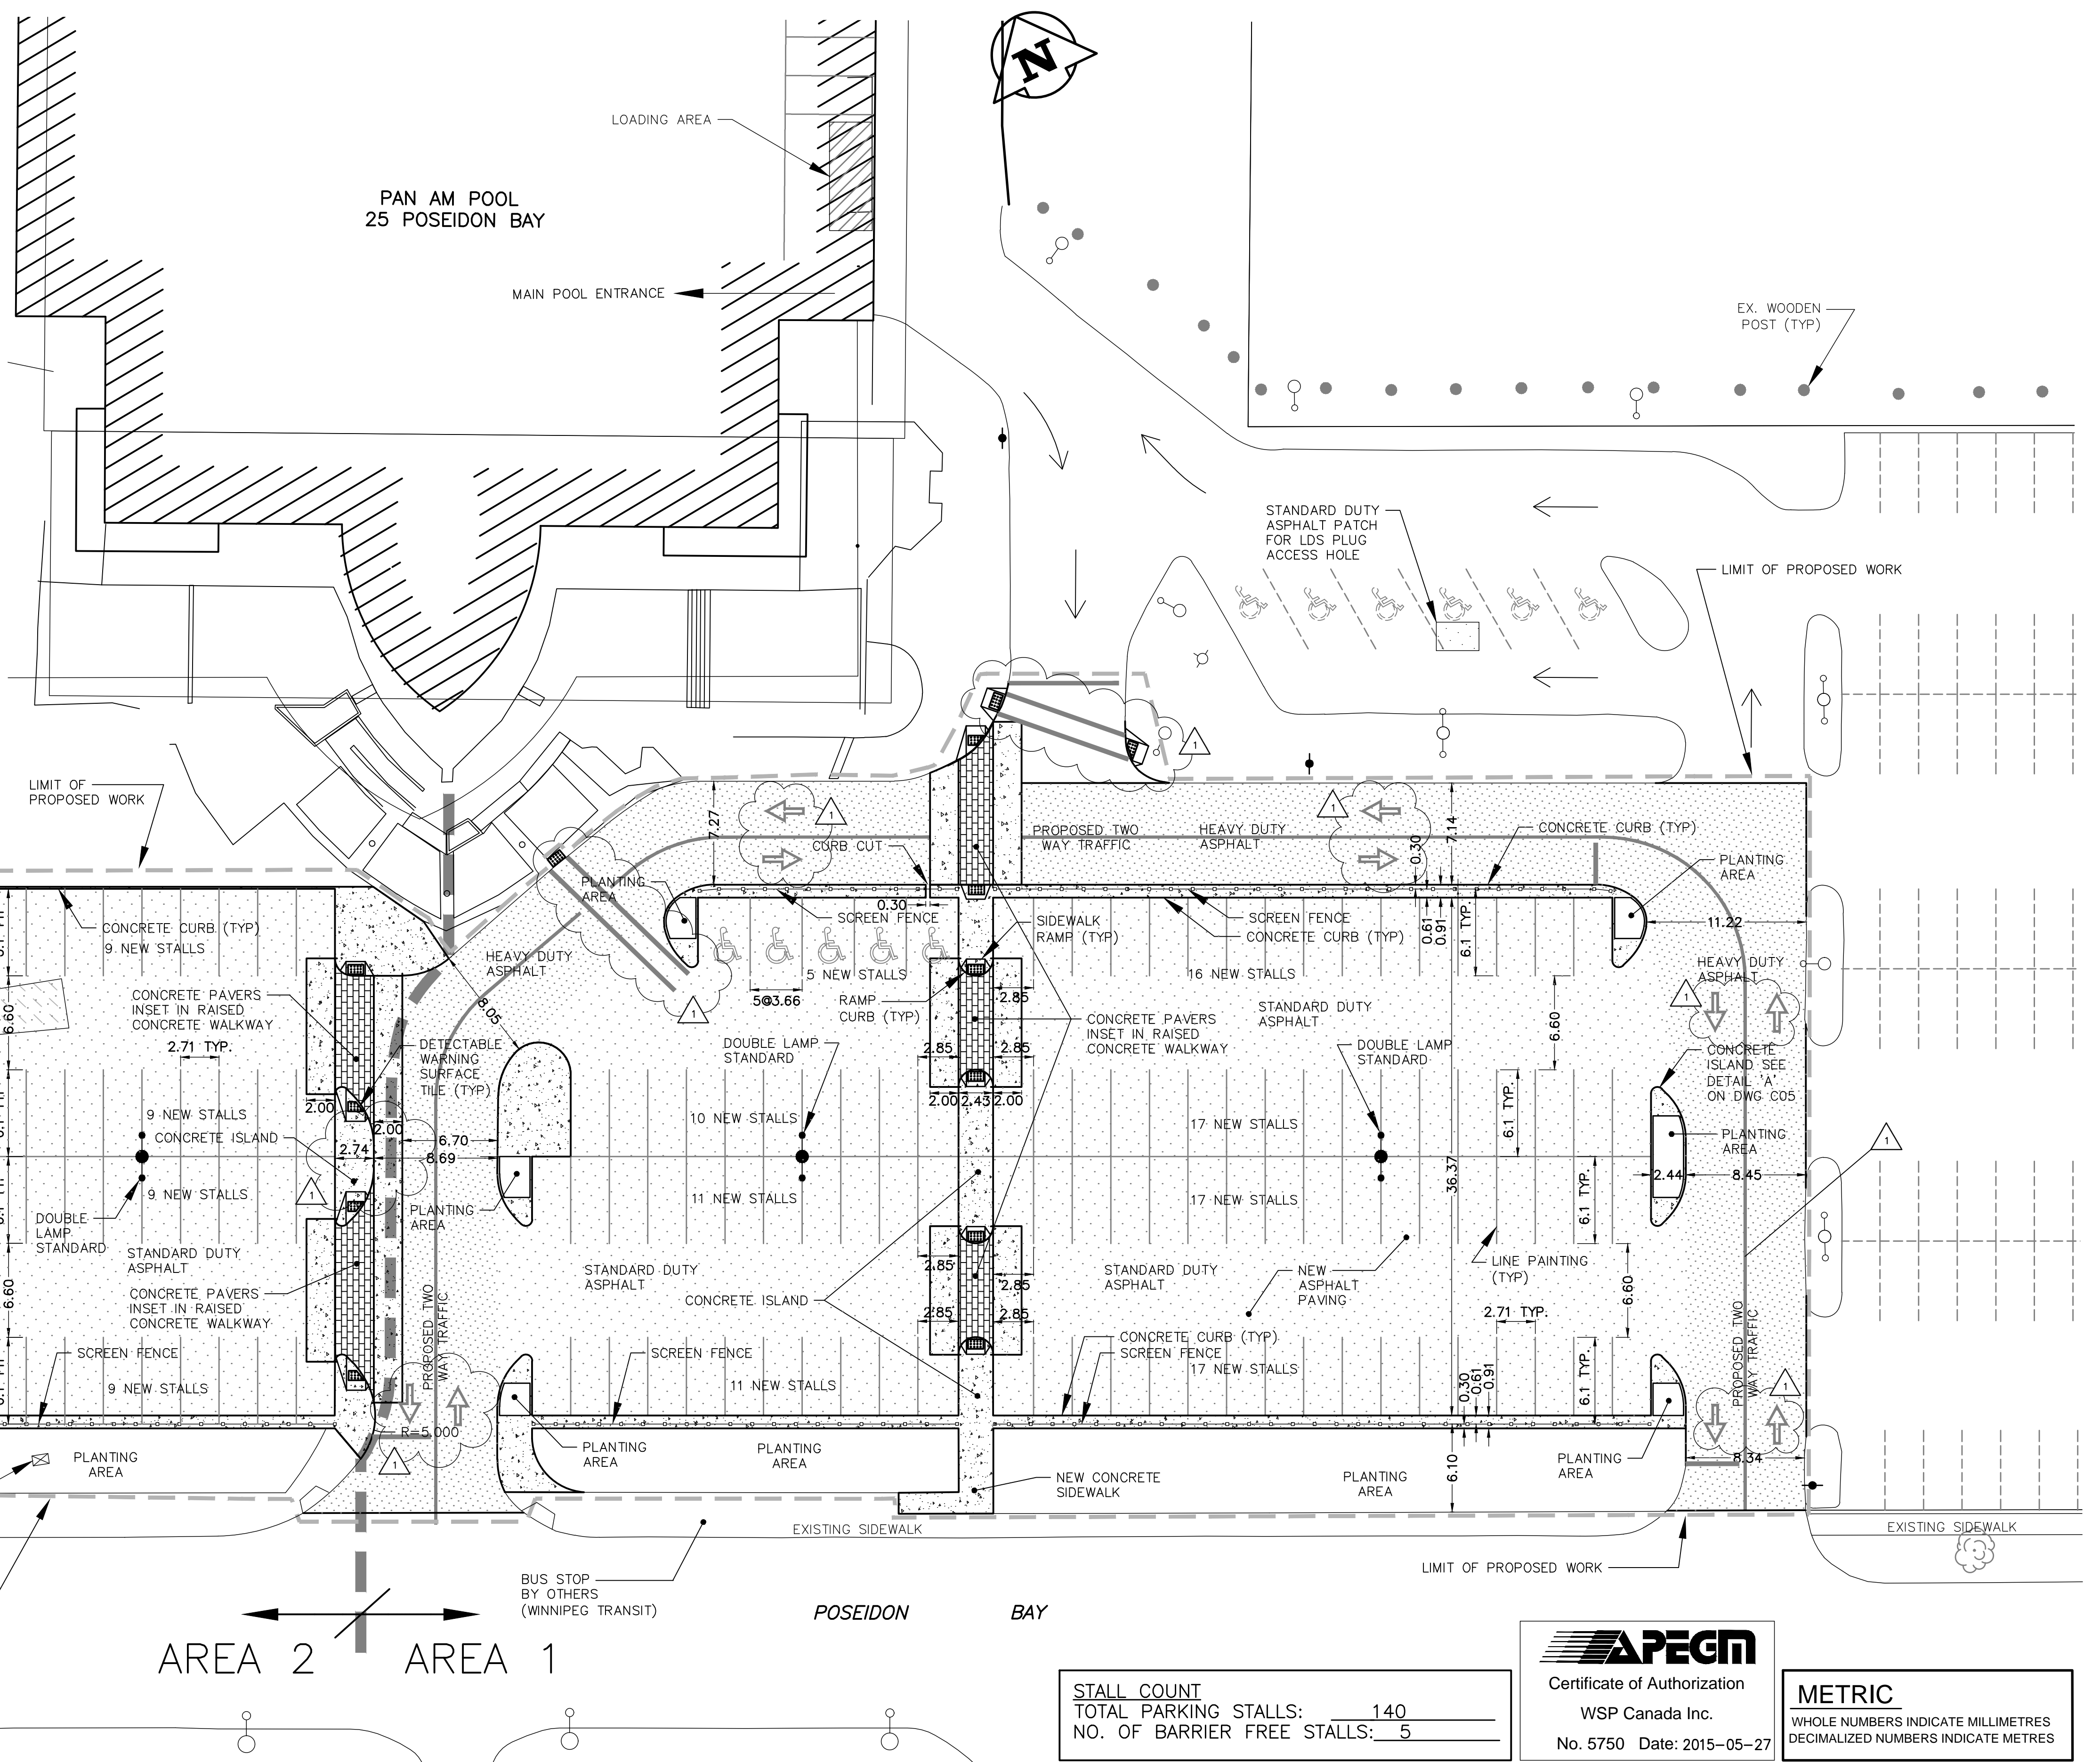 N
LOADING AREA
PAN AM POOL
25 POSEIDON BAY
MAIN POOL ENTRANCE
EX. WOODEN
POST (TYP)
STANDARD DUTY
ASPHALT PATCH
FOR LDS PLUG
ACCESS HOLE
LIMIT OF PROPOSED WORK
1
LIMIT OF
PROPOSED WORK
7.27
1
CURB CUT
PROPOSED TWO
WAY TRAFFIC
HEAVY DUTY
ASPHALT
1
0.30
7.14
CONCRETE CURB (TYP)
PLANTING
AREA
PLANTING
AREA
0.30
SCREEN FENCE
SIDEWALK
RAMP (TYP)
SCREEN FENCE
CONCRETE CURB (TYP)
0.61
0.91
6.1 TYP.
11.22
CONCRETE CURB (TYP)
9 NEW STALLS
HEAVY DUTY
ASPHALT
5 NEW STALLS
16 NEW STALLS
HEAVY DUTY
ASPHALT
CONCRETE PAVERS
INSET IN RAISED
CONCRETE WALKWAY
8.05
1
5@3.66
RAMP
CURB (TYP)
2.85
STANDARD DUTY
ASPHALT
1
6.60
2.71 TYP.
DETECTABLE
WARNING
SURFACE
TILE (TYP)
DOUBLE LAMP
STANDARD
2.85
2.85
CONCRETE PAVERS
INSET IN RAISED
CONCRETE WALKWAY
DOUBLE LAMP
STANDARD
6.60
CONCRETE
ISLAND SEE
DETAIL 'A'
ON DWG C05
2.00
2.00
2.00
2.43
2.00
9 NEW STALLS
10 NEW STALLS
17 NEW STALLS
6.1 TYP.
PLANTING
AREA
1
CONCRETE ISLAND
2.74
6.70
8.69
36.37
2.44
8.45
9 NEW STALLS
1
PLANTING
AREA
11 NEW STALLS
17 NEW STALLS
6.1 TYP.
DOUBLE
LAMP
STANDARD
STANDARD DUTY
ASPHALT
STANDARD DUTY
ASPHALT
2.85
2.85
STANDARD DUTY
ASPHALT
NEW
ASPHALT
PAVING
LINE PAINTING
(TYP)
6.60
6.60
CONCRETE PAVERS
INSET IN RAISED
CONCRETE WALKWAY
PROPOSED TWO
WAY TRAFFIC
CONCRETE ISLAND
2.85
2.85
2.71 TYP.
PROPOSED TWO
WAY TRAFFIC
SCREEN FENCE
SCREEN FENCE
CONCRETE CURB (TYP)
SCREEN FENCE
9 NEW STALLS
11 NEW STALLS
17 NEW STALLS
0.30
0.61
0.91
6.1 TYP.
1
R=5.000
1
PLANTING
AREA
PLANTING
AREA
PLANTING
AREA
NEW CONCRETE
SIDEWALK
PLANTING
AREA
6.10
PLANTING
AREA
8.34
EXISTING SIDEWALK
EXISTING SIDEWALK
BUS STOP
BY OTHERS
(WINNIPEG TRANSIT)
LIMIT OF PROPOSED WORK
POSEIDON BAY
AREA 2 AREA 1
STALL COUNT
TOTAL PARKING STALLS: 140
NO. OF BARRIER FREE STALLS: 5
APEGM
Certificate of Authorization
WSP Canada Inc.
No. 5750 Date: 2015-05-27
METRIC
WHOLE NUMBERS INDICATE MILLIMETRES
DECIMALIZED NUMBERS INDICATE METRES